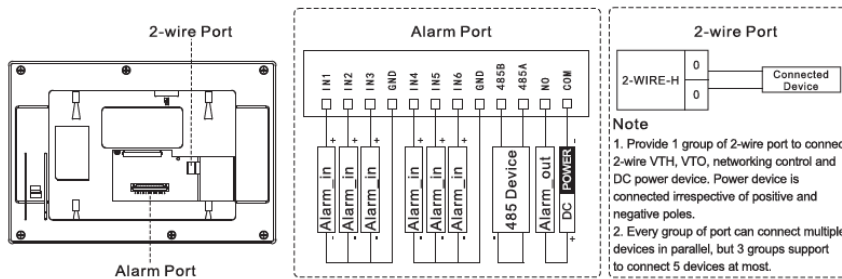 2-wire Port
Alarm Port
Alarm Port
IN1
IN2
IN3
GND
IN4
IN5
IN6
GND
485B
485A
NO
COM
+
+
+
+
+
+
-
Alarm_in
Alarm_in
Alarm_in
Alarm_in
Alarm_in
Alarm_in
485 Device
Alarm_out
DC POWER
-
-
-
-
+
2-wire Port
2-WIRE-H
0
0
Connected
Device
Note
1. Provide 1 group of 2-wire port to connec
2-wire VTH, VTO, networking control and
DC power device. Power device is
connected irrespective of positive and
negative poles.
2. Every group of port can connect multiple
devices in parallel, but 3 groups support
to connect 5 devices at most.